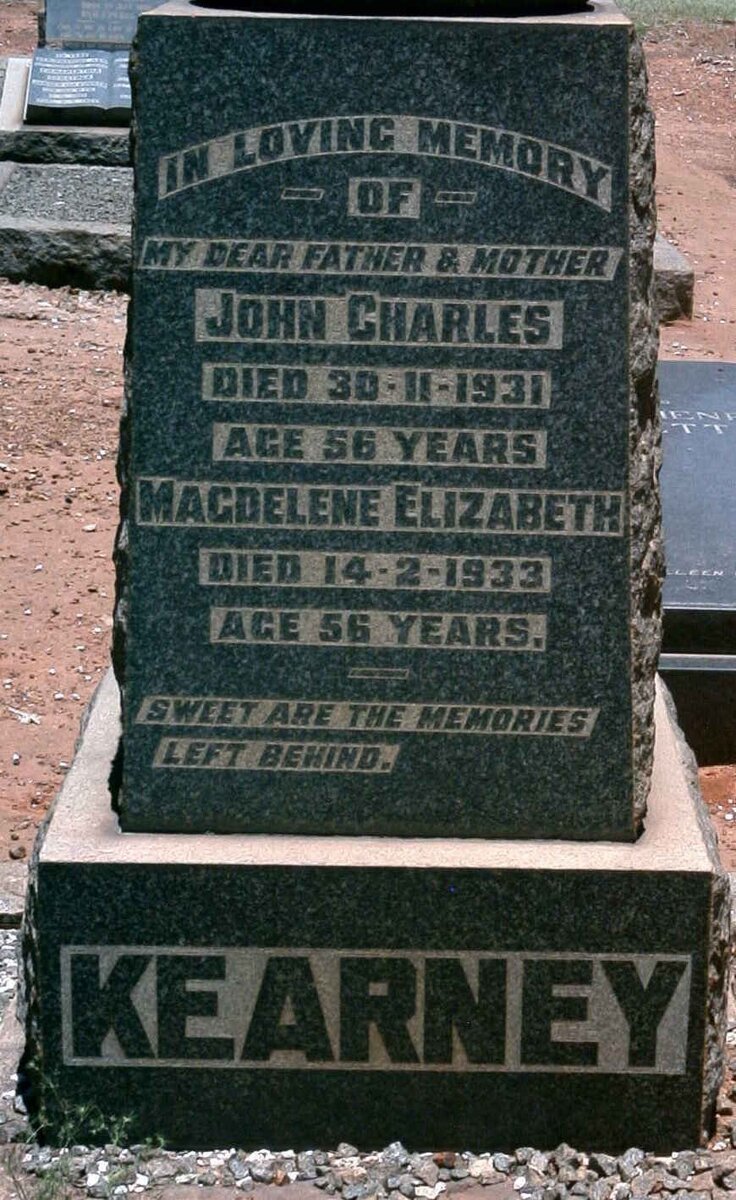 IN LOVING MEMORY
- OF -
MY DEAR FATHER & MOTHER
JOHN CHARLES
DIED 30-11-1931
AGE 56 YEARS
MAGDELENE ELIZABETH
DIED 14-2-1933
AGE 56 YEARS.
SWEET ARE THE MEMORIES
LEFT BEHIND.
KEARNEY